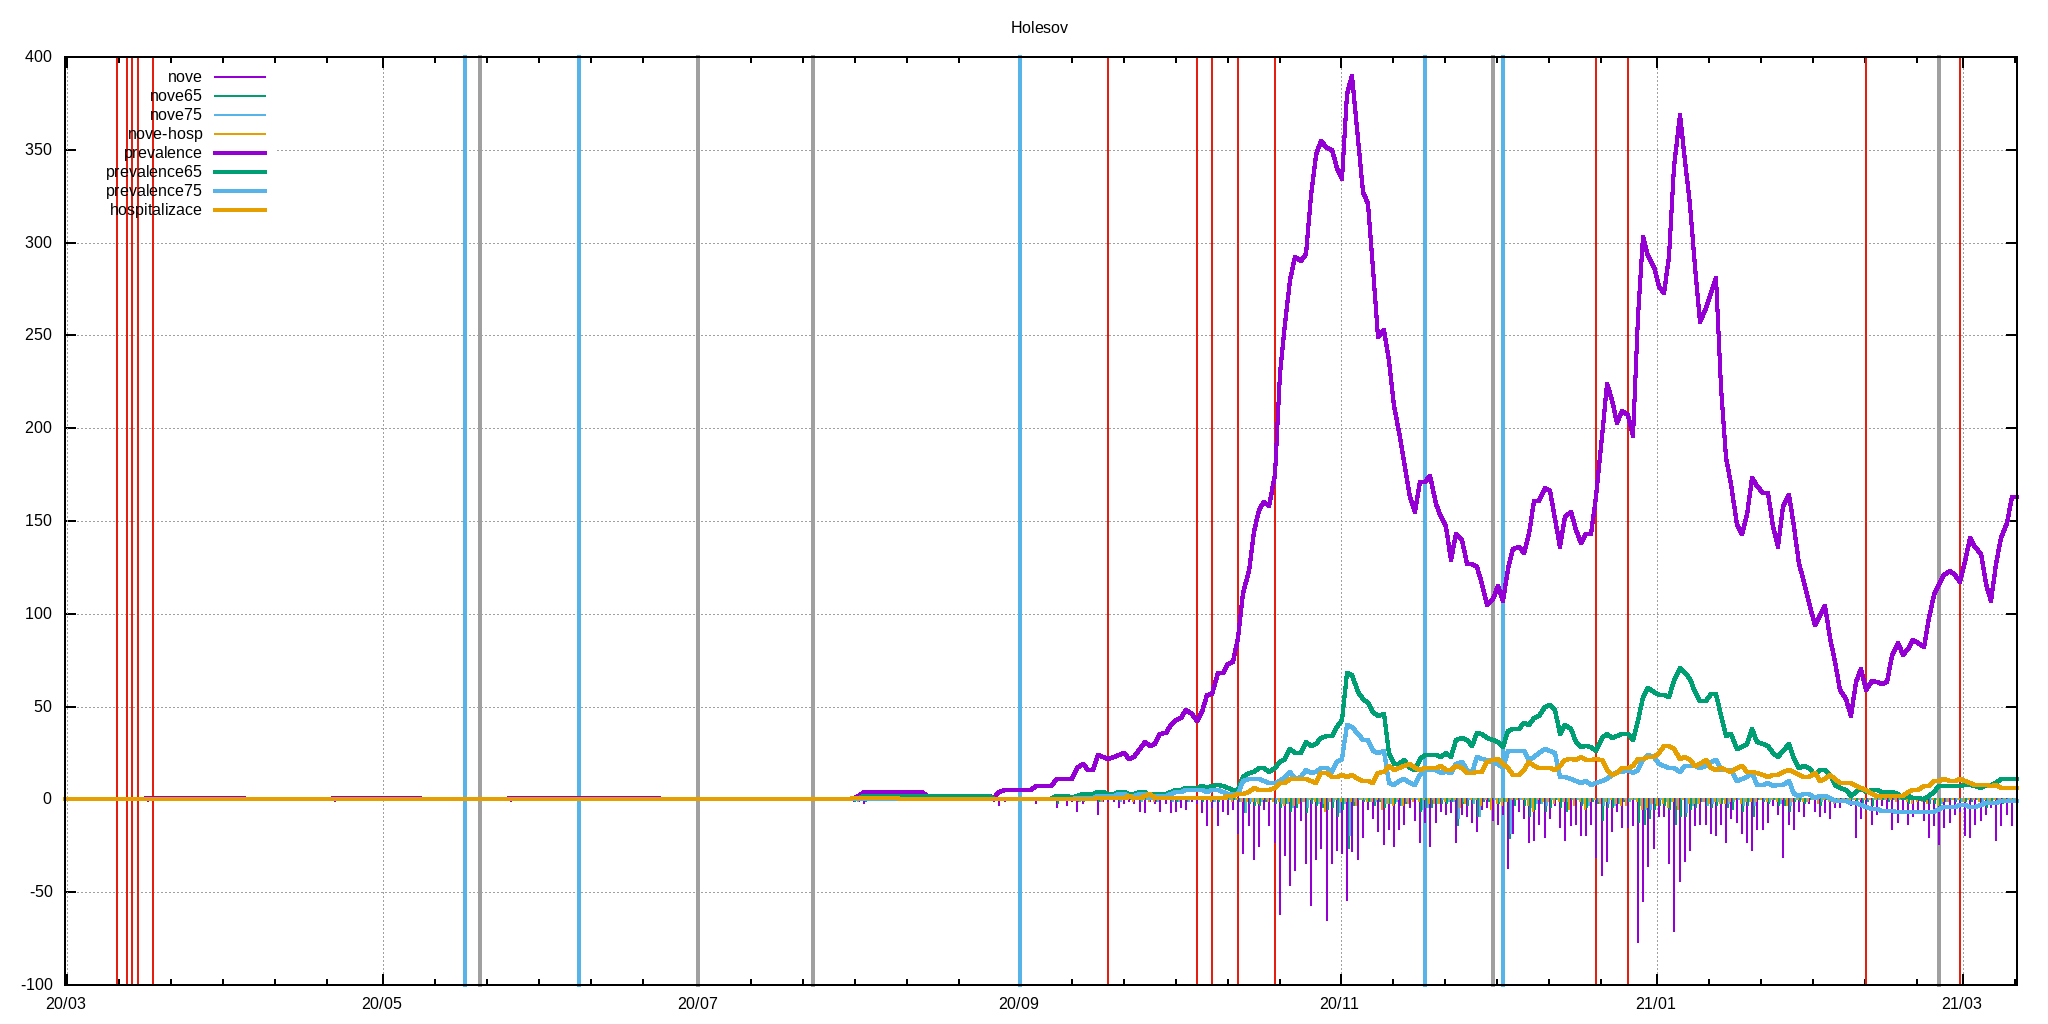 Holesov
400
350
300
250
200
150
100
50
0
-50
-100
nove
nove65
nove75
nove-hosp
prevalence
prevalence65
prevalence75
hospitalizace
20/03 20/05 20/07 20/09 20/11 21/01 21/03